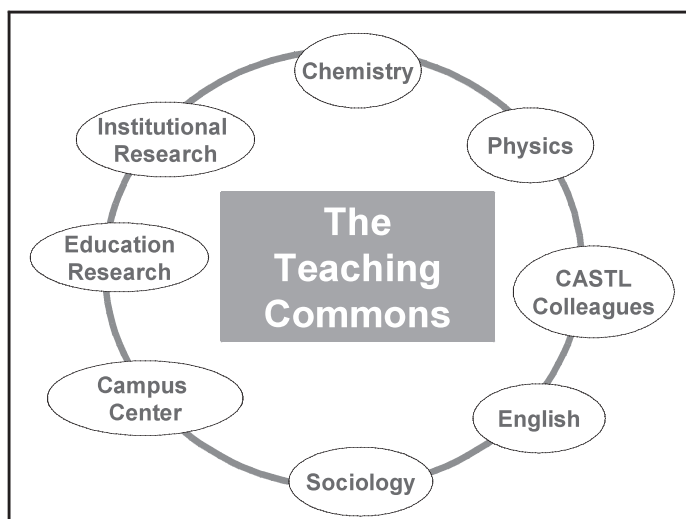 Chemistry
Physics
CASTL
Colleagues
English
Sociology
Campus
Center
Education
Research
Institutional
Research
The
Teaching
Commons